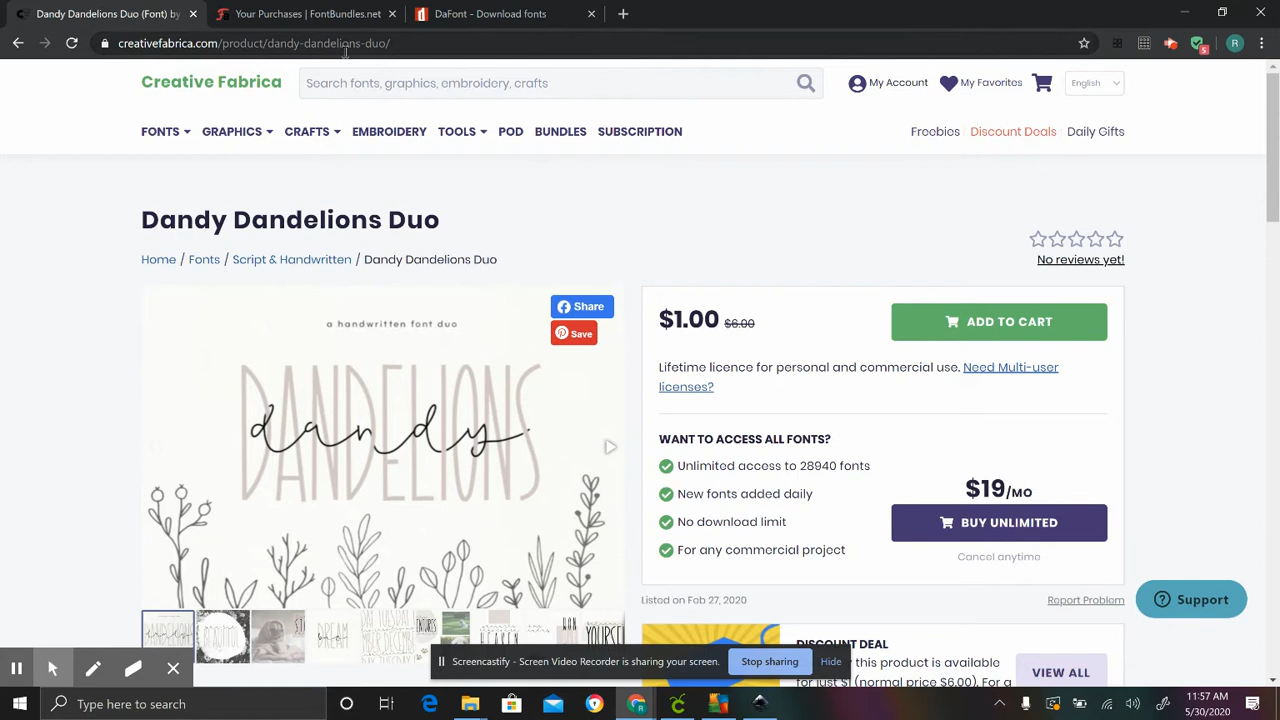 Dandy Dandelions Duo (Font) by
Your Purchases | FontBundles.net
DaFont - Download fonts
creativefabrica.com/product/dandy-dandelions-duo/
Creative Fabrica
Search fonts, graphics, embroidery, crafts
My Account
My Favorites
English
FONTS
GRAPHICS
CRAFTS
EMBROIDERY
TOOLS
POD
BUNDLES
SUBSCRIPTION
Freebies
Discount Deals
Daily Gifts
Dandy Dandelions Duo
Home / Fonts / Script & Handwritten / Dandy Dandelions Duo
No reviews yet!
Share
Save
a handwritten font duo
DANDELIONS
dandy
$1.00 $6.00
ADD TO CART
Lifetime licence for personal and commercial use. Need Multi-user
licenses?
WANT TO ACCESS ALL FONTS?
Unlimited access to 28940 fonts
New fonts added daily
No download limit
For any commercial project
$19/MO
BUY UNLIMITED
Cancel anytime
Listed on Feb 27, 2020
Report Problem
Support
DREAM
YOURSE
DISCOUNT DEAL
this product is available
for just $1 (normal price $6.00). For a
VIEW ALL
Screencastify - Screen Video Recorder is sharing your screen.
Stop sharing
Hide
Type here to search
11:57 AM
5/30/2020